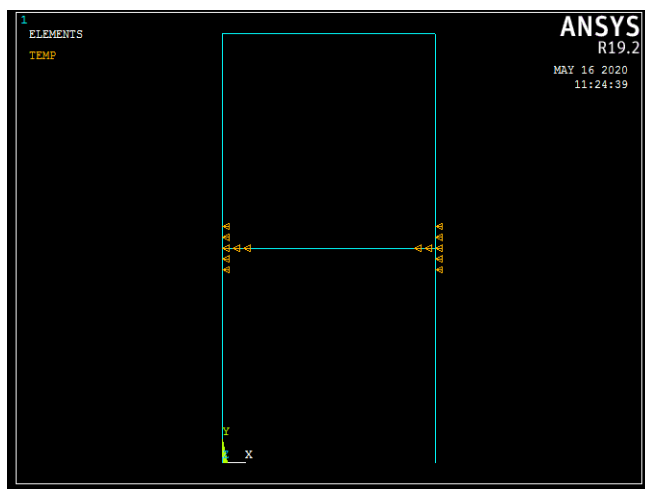 1
ELEMENTS
TEMP
ANSYS
R19.2
MAY 16 2020
11:24:39
Y
X